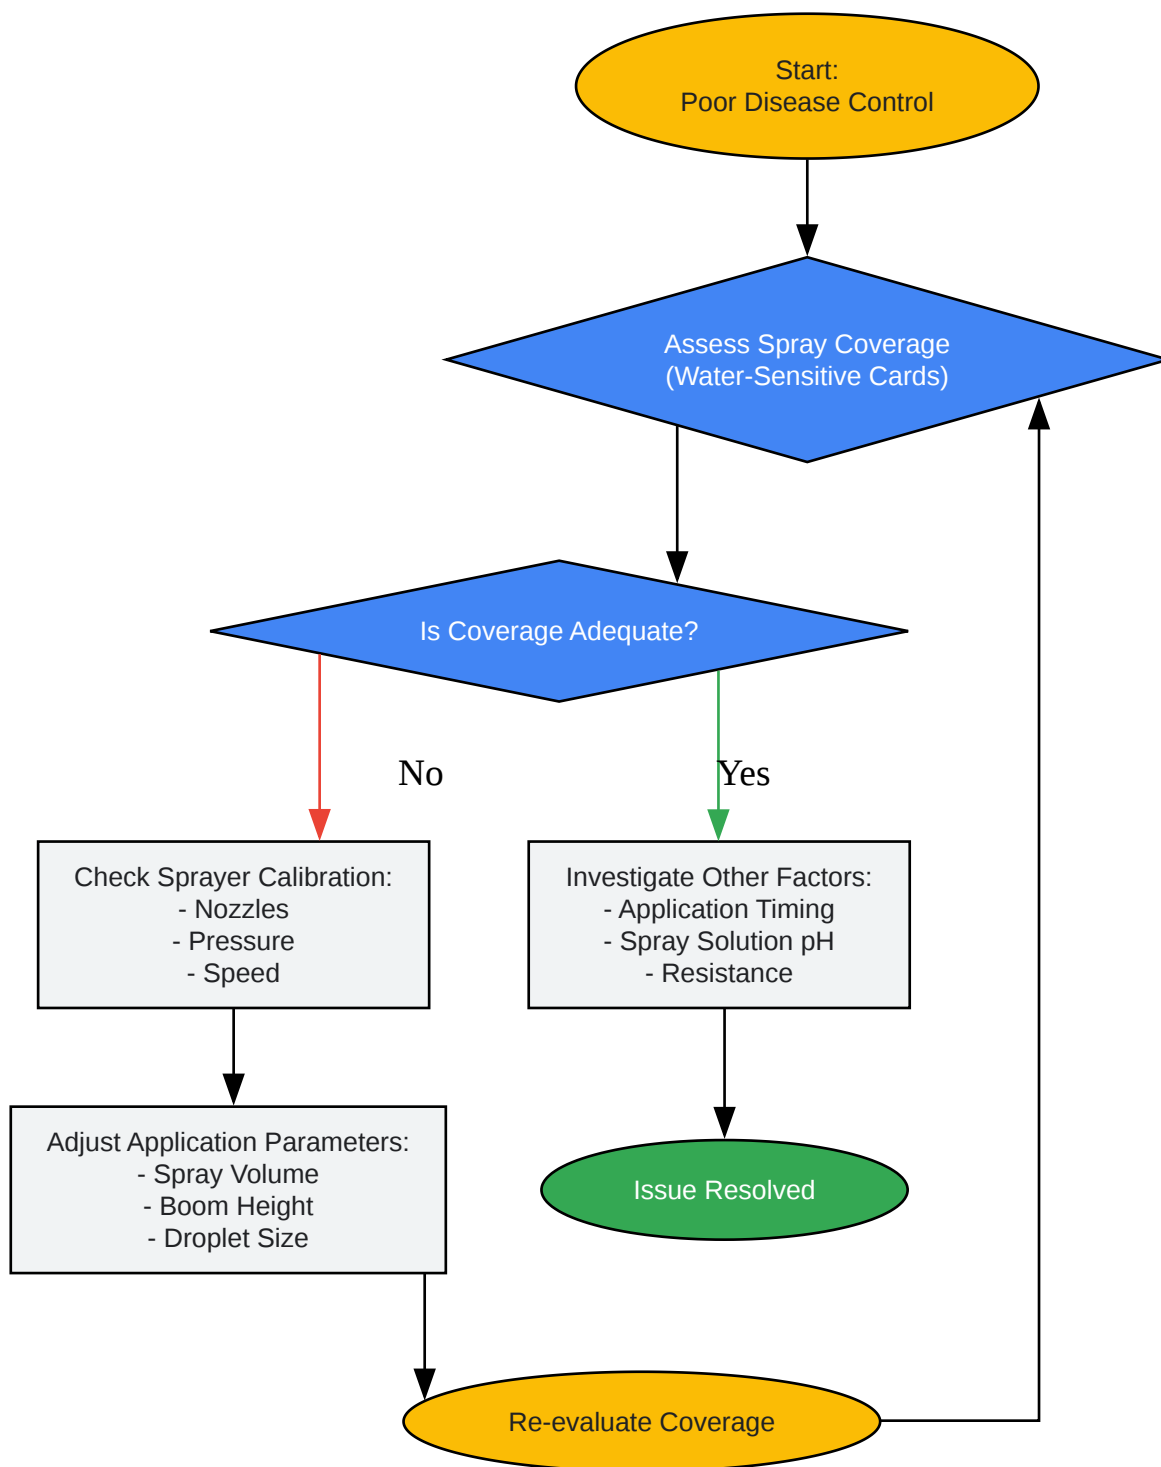 Start:
Poor Disease Control
Assess Spray Coverage
(Water-Sensitive Cards)
Is Coverage Adequate?
No
Yes
Check Sprayer Calibration:
- Nozzles
- Pressure
- Speed
Investigate Other Factors:
- Application Timing
- Spray Solution pH
- Resistance
Adjust Application Parameters:
- Spray Volume
- Boom Height
- Droplet Size
Issue Resolved
Re-evaluate Coverage